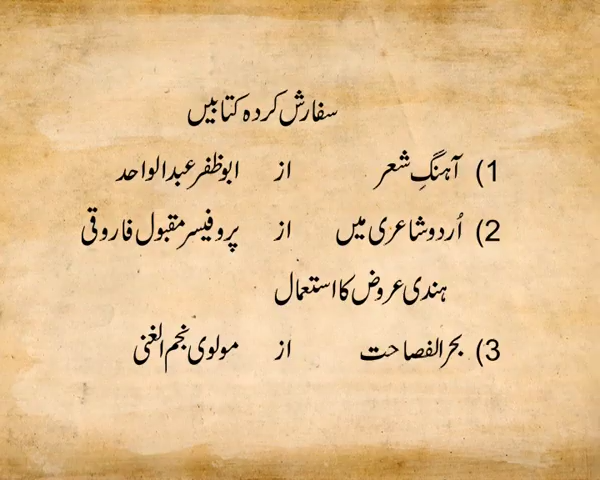 سفارش کردہ کتابیں
1) آہنگِ شعر از ابوظفر عبدالواحد
2) اُردو شاعری میں از پروفیسر مقبول فاروقی
ہندی عروض کا استعمال
3) بحر الفصاحت از مولوی نجم الغنی